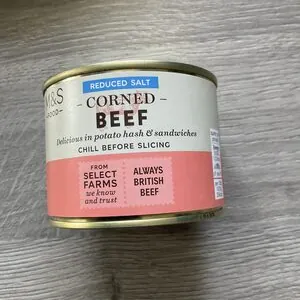 REDUCED SALT
M&S
FOOD
CORNED
BEEF
Delicious in potato hash & sandwiches
CHILL BEFORE SLICING
FROM
SELECT
FARMS
we know
and trust
ALWAYS
BRITISH
BEEF